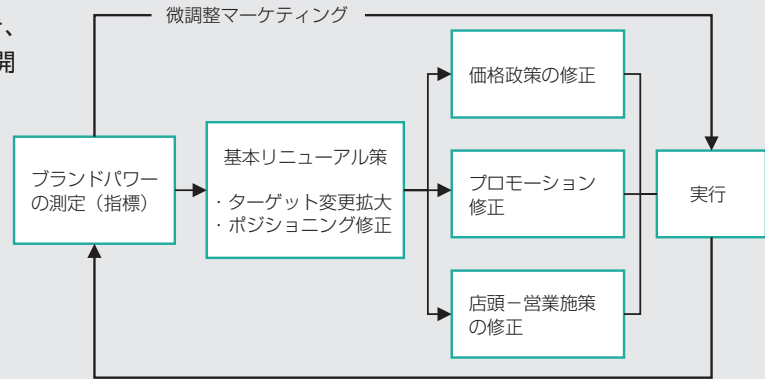 微調整マーケティング
開
ブランドパワー
の測定（指標）
基本リニューアル策
・ターゲット変更拡大
・ポジショニング修正
価格政策の修正
プロモーション
修正
店頭－営業施策
の修正
実行